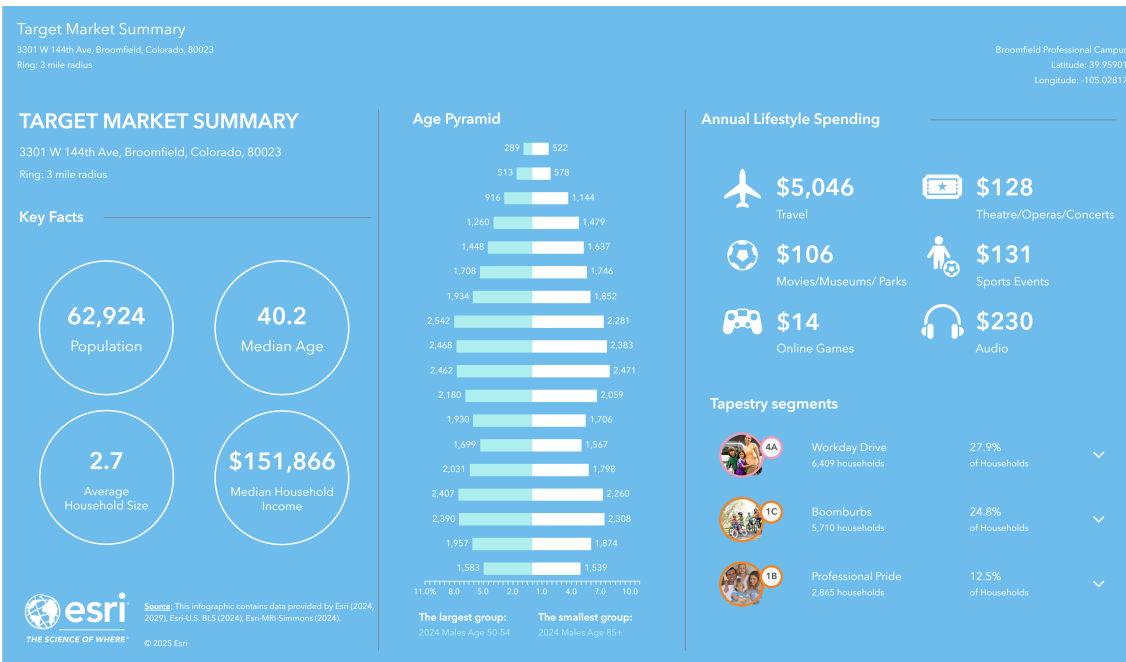 Target Market Summary
3301 W 144th Ave, Broomfield, Colorado, 80023
Ring: 3 mile radius
Broomfield Professional Campus
Latitude: 39.95901
Longitude: -105.02817
TARGET MARKET SUMMARY
3301 W 144th Ave, Broomfield, Colorado, 80023
Ring: 3 mile radius
Key Facts
62,924
Population
40.2
Median Age
2.7
Average
Household Size
$151,866
Median Household
Income
esri
THE SCIENCE OF WHERE®
Source: This infographic contains data provided by Esri (2024,
2029), Esri-U.S. BLS (2024), Esri-MRI-Simmons (2024).
© 2025 Esri
Age Pyramid
289 522
513 578
916 1,144
1,260 1,479
1,448 1,637
1,708 1,746
1,934 1,852
2,542 2,281
2,468 2,383
2,462 2,471
2,180 2,059
1,930 1,706
1,699 1,567
2,031 1,798
2,407 2,260
2,390 2,308
1,957 1,874
1,583 1,539
11.0% 8.0 5.0 2.0 1.0 4.0 7.0 10.0
The largest group:
2024 Males Age 50-54
The smallest group:
2024 Males Age 85+
Annual Lifestyle Spending
$5,046
Travel
$128
Theatre/Operas/Concerts
$106
Movies/Museums/ Parks
$131
Sports Events
$14
Online Games
$230
Audio
Tapestry segments
4A
Workday Drive
6,409 households
27.9%
of Households
1C
Boomburbs
5,710 households
24.8%
of Households
1B
Professional Pride
2,865 households
12.5%
of Households